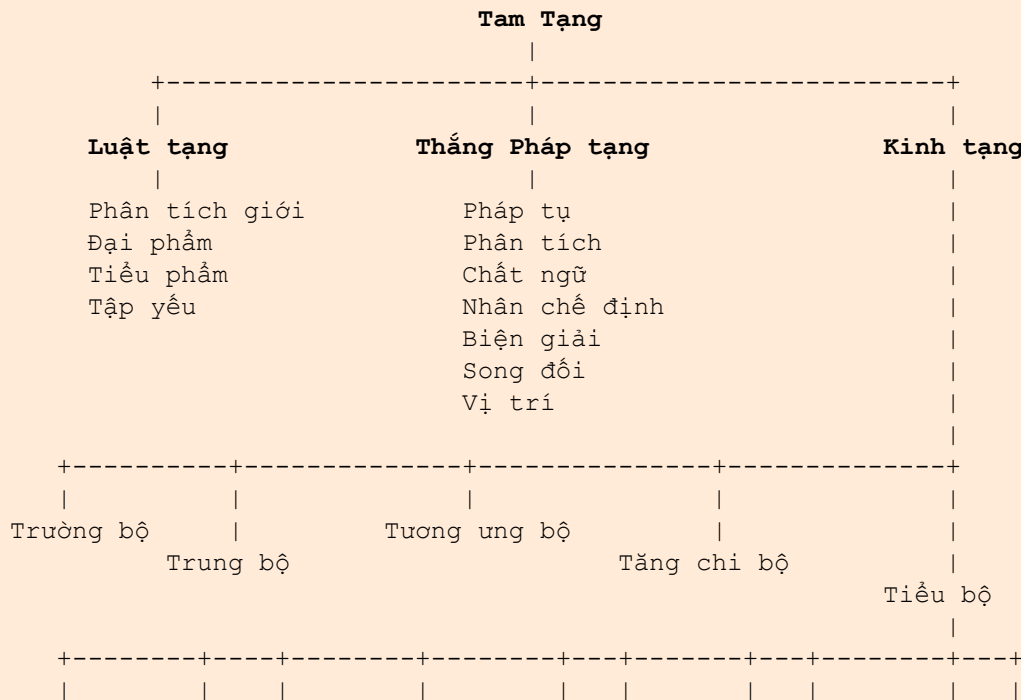 Tam Tạng
Luật tạng Thắng Pháp tạng Kinh tạng
Phân tích giới Pháp tụ
Đại phẩm Phân tích
Tiểu phẩm Chất ngữ
Tập yếu Nhân chế định
Biện giải
Song đối
Vị trí
Trường bộ Tương ưng bộ
Trung bộ Tăng chi bộ
Tiểu bộ